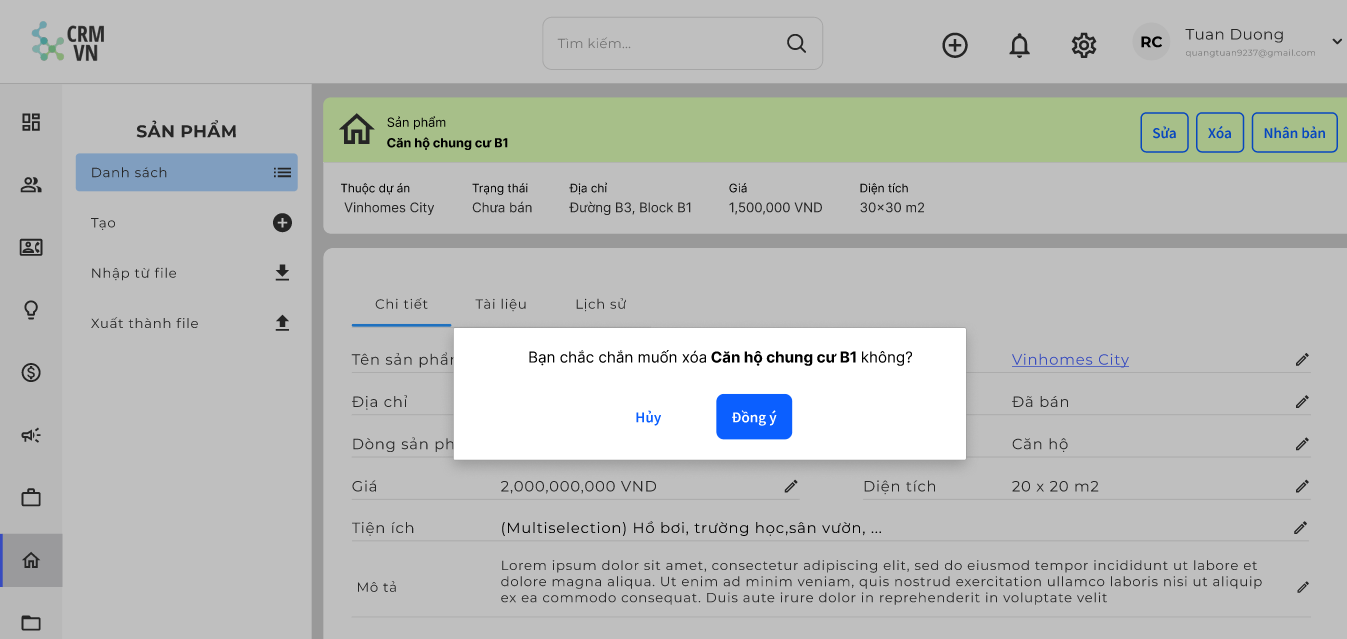 CRM
VN
Tìm kiếm...
RC
Tuan Duong
quangtuan9237@gmail.com
SẢN PHẨM
Danh sách
Tạo
Nhập từ file
Xuất thành file
Sản phẩm
Căn hộ chung cư B1
Sửa
Xóa
Nhân bản
Thuộc dự án
Trạng thái
Địa chỉ
Giá
Diện tích
Vinhomes City
Chưa bán
Đường B3, Block B1
1,500,000 VND
30x30 m2
Chi tiết
Tài liệu
Lịch sử
Bạn chắc chắn muốn xóa Căn hộ chung cư B1 không?
Hủy
Đồng ý
Tên sản
Vinhomes City
Địa chỉ
Đã bán
Dòng sản
Căn hộ
Giá
2,000,000,000 VND
Diện tích
20 x 20 m2
Tiện ích
(Multiselection) Hồ bơi, trường học,sân vườn, ...
Mô tả
Lorem ipsum dolor sit amet, consectetur adipiscing elit, sed do eiusmod tempor incididunt ut labore et
dolore magna aliqua. Ut enim ad minim veniam, quis nostrud exercitation ullamco laboris nisi ut aliquip
ex ea commodo consequat. Duis aute irure dolor in reprehenderit in voluptate velit